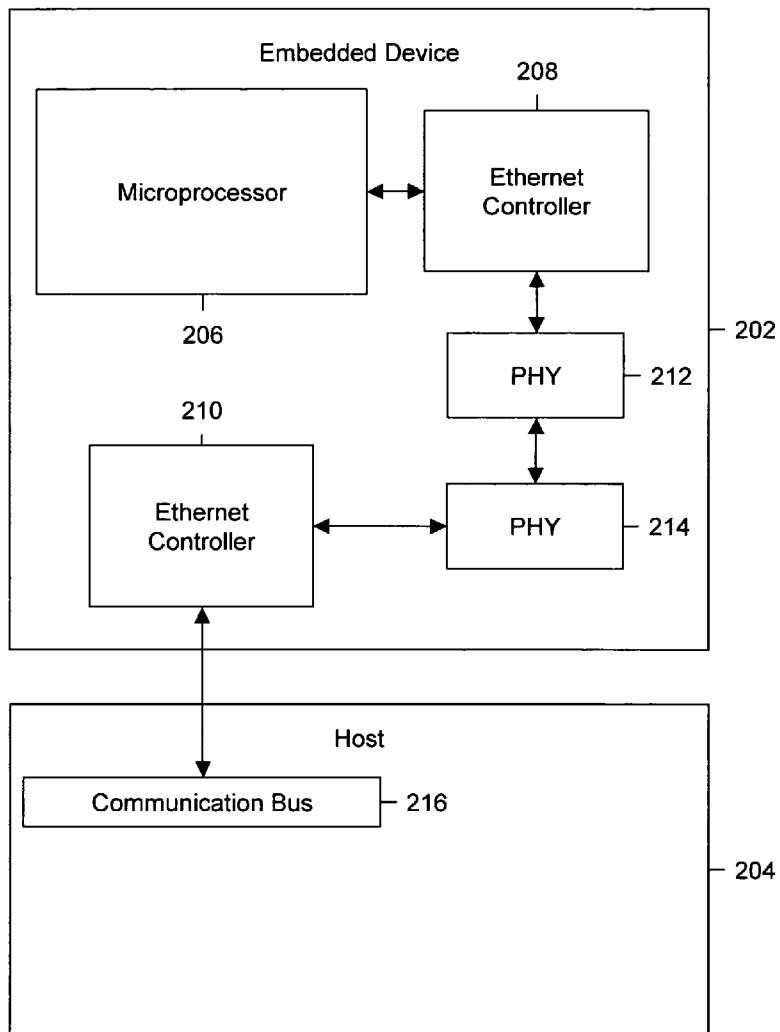 Embedded Device
208
Microprocessor
Ethernet
Controller
206
202
PHY
212
210
Ethernet
Controller
PHY
214
Host
Communication Bus
216
204